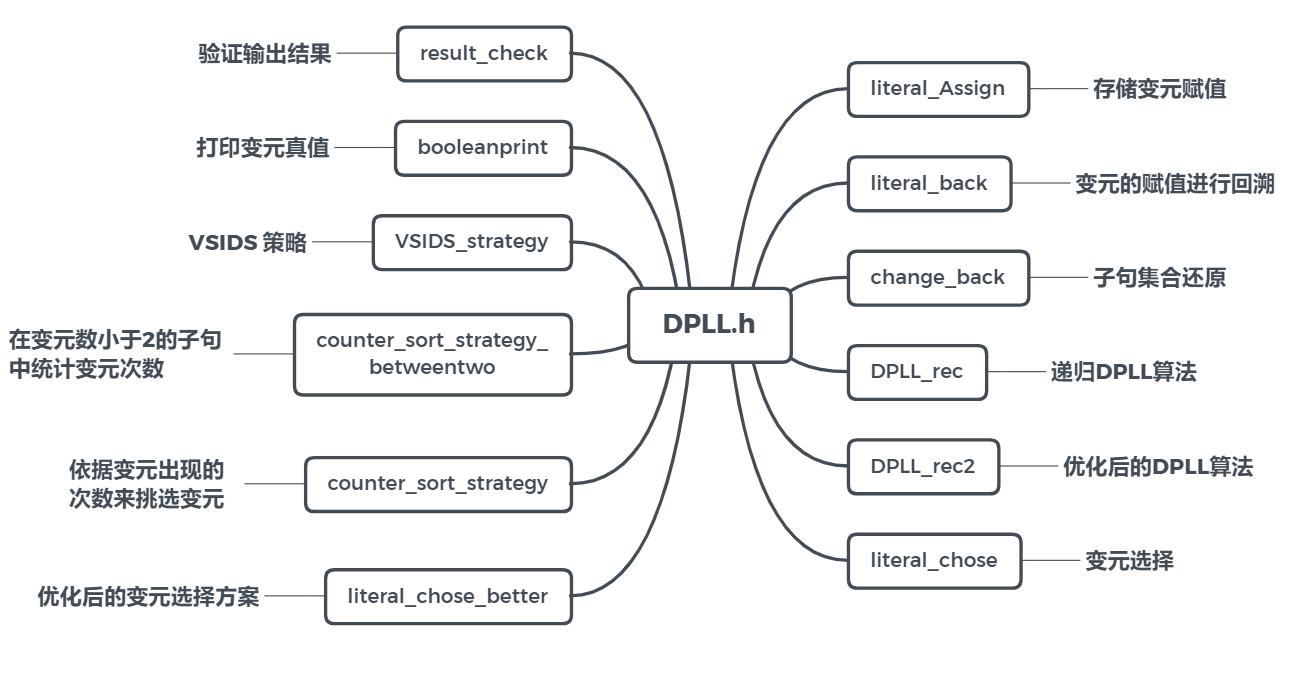 DPLL.h
literal_Assign
存储变元赋值
literal_back
变元的赋值进行回溯
change_back
子句集合还原
DPLL_rec
递归DPLL算法
DPLL_rec2
优化后的DPLL算法
literal_chose
变元选择
result_check
验证输出结果
booleanprint
打印变元真值
VSIDS_strategy
VSIDS 策略
counter_sort_strategy_
betweentwo
在变元数小于2的子句
中统计变元次数
counter_sort_strategy
依据变元出现的
次数来挑选变元
literal_chose_better
优化后的变元选择方案